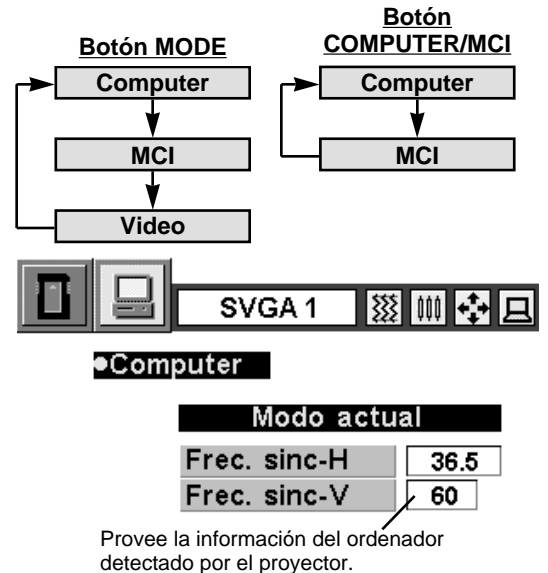 Botón MODE
Computer
MCI
Video
Botón
COMPUTER/MCI
Computer
MCI
SVGA 1
●Computer
Modo actual
Frec. sinc-H 36.5
Frec. sinc-V 60
Provee la información del ordenador
detectado por el proyector.